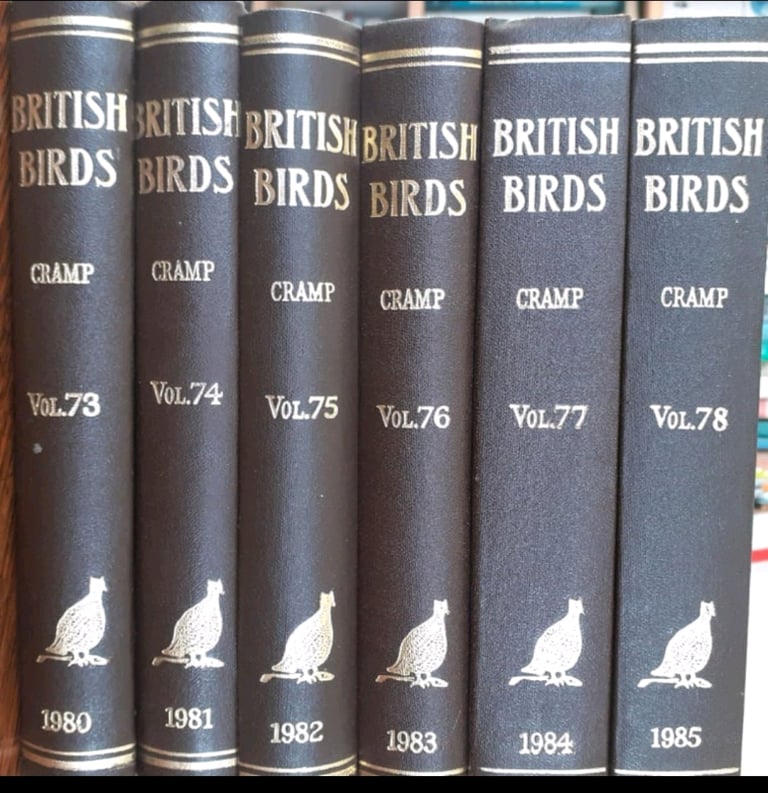 BRITISH
BIRDS
CRAMP
VOL.73
1980
BRITISH
BIRDS
CRAMP
VOL.74
1981
BRITISH
BIRDS
CRAMP
VOL.75
1982
BRITISH
BIRDS
CRAMP
VOL.76
1983
BRITISH
BIRDS
CRAMP
VOL.77
1984
BRITISH
BIRDS
CRAMP
VOL.78
1985